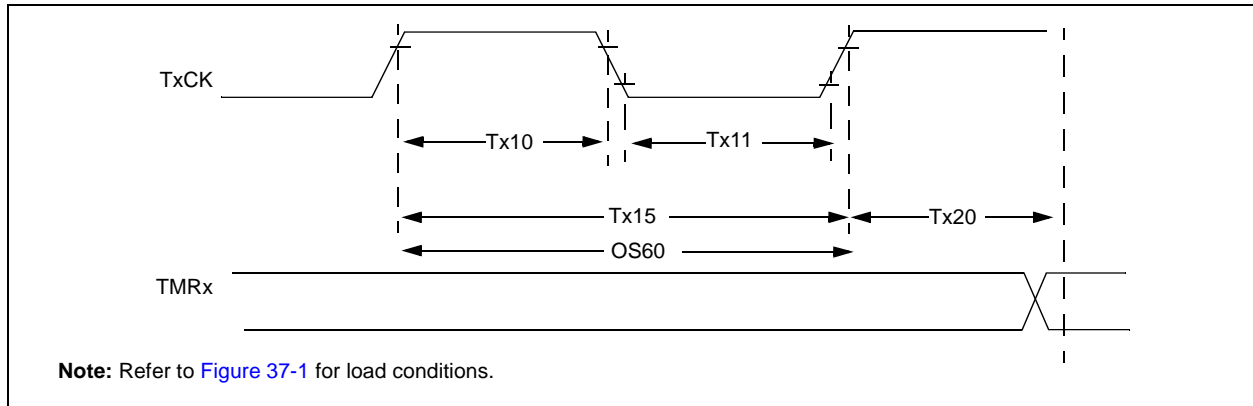 TxCK
Tx10
Tx11
Tx15
Tx20
OS60
TMRx
Note: Refer to Figure 37-1 for load conditions.